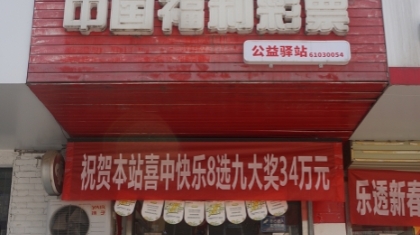 中国福利彩票
公益驿站 61030054
祝贺本站喜中快乐8选九大奖34万元
乐透新春